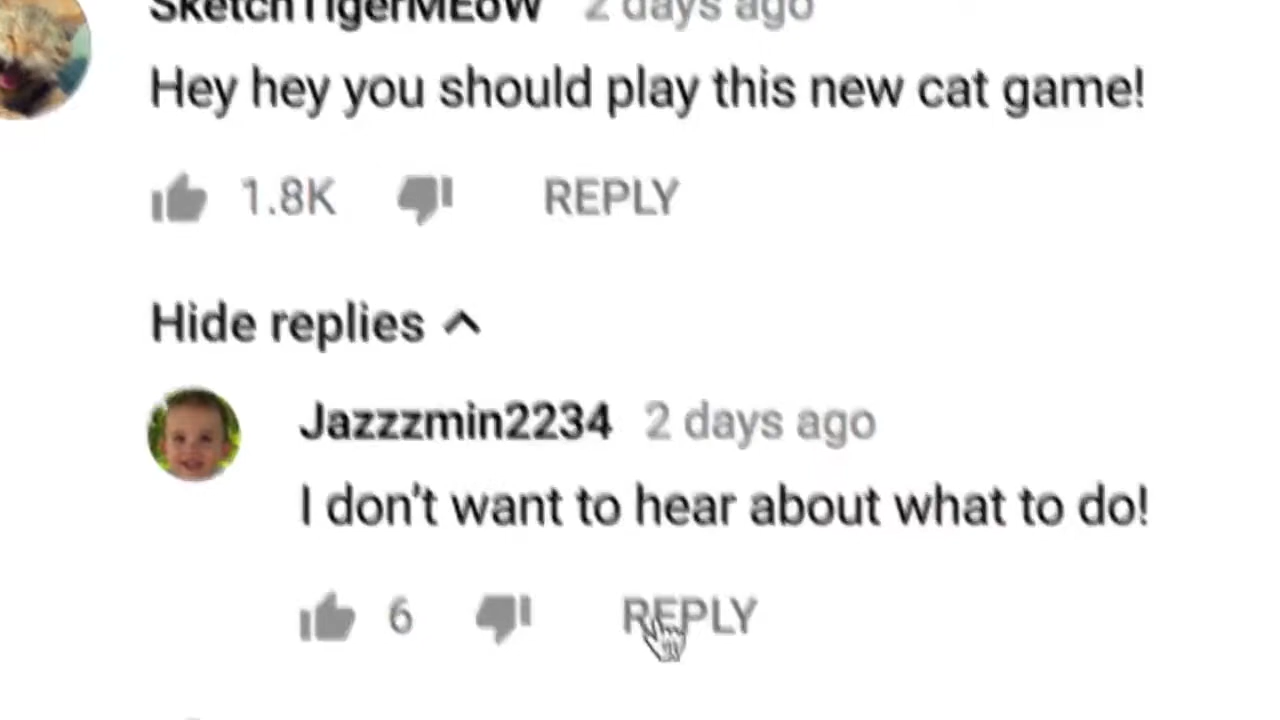 SketchTigerMEoW 2 days ago
Hey hey you should play this new cat game!
1.8K REPLY
Hide replies
Jazzzmin2234 2 days ago
I don't want to hear about what to do!
6 REPLY